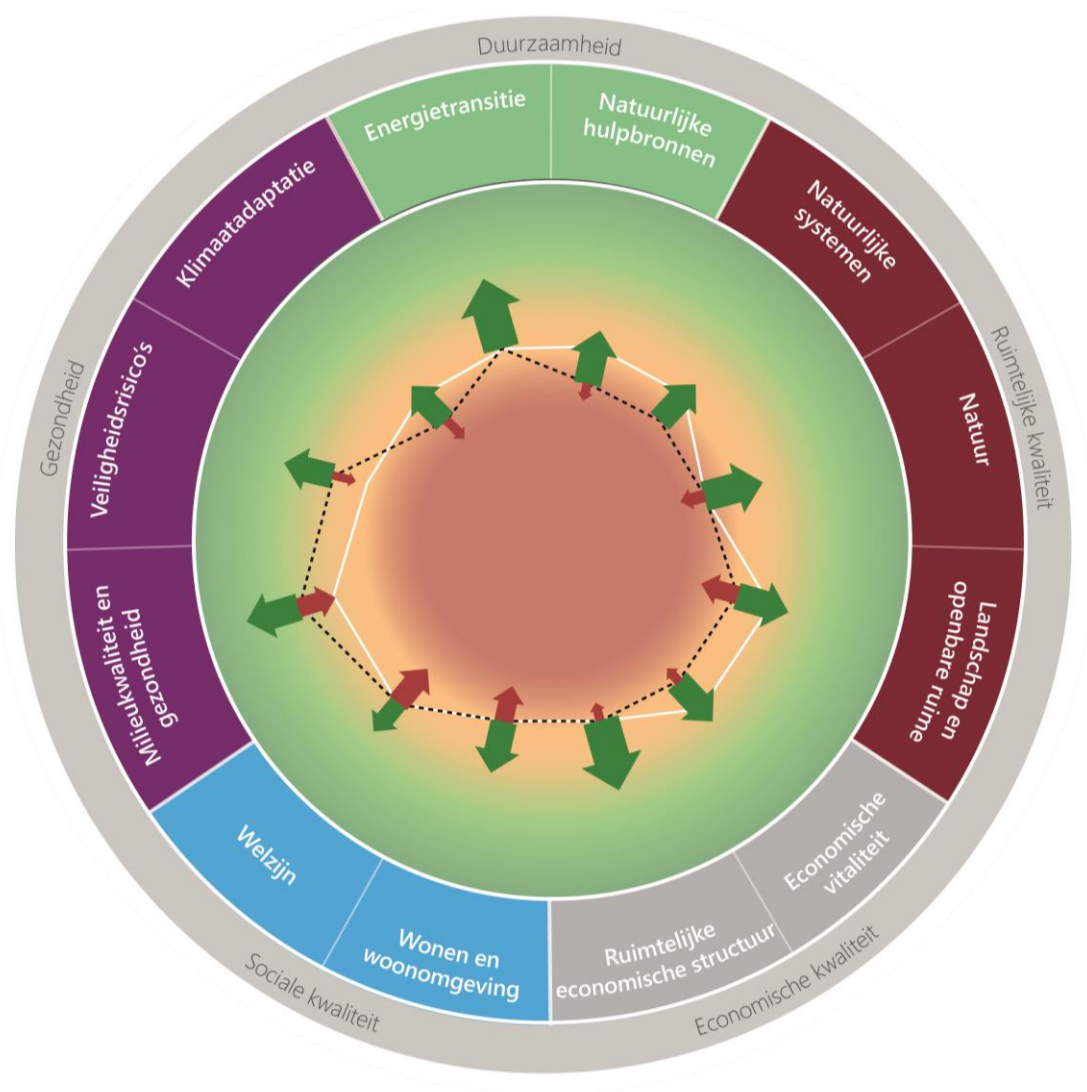 Duurzaamheid
Energietransitie
Natuurlijke
hulpbronnen
Natuurlijke
systemen
Natuur
Ruimtelijke kwaliteit
Landschap en
openbare ruime
Economische
vitaliteit
Ruimtelijke
economische structuur
Economische kwaliteit
Wonen en
woonomgeving
Welzijn
Sociale kwaliteit
Milieukwaliteit en
gezondheid
Veiligheidsrisico's
Klimaatadaptatie
Gezondheid